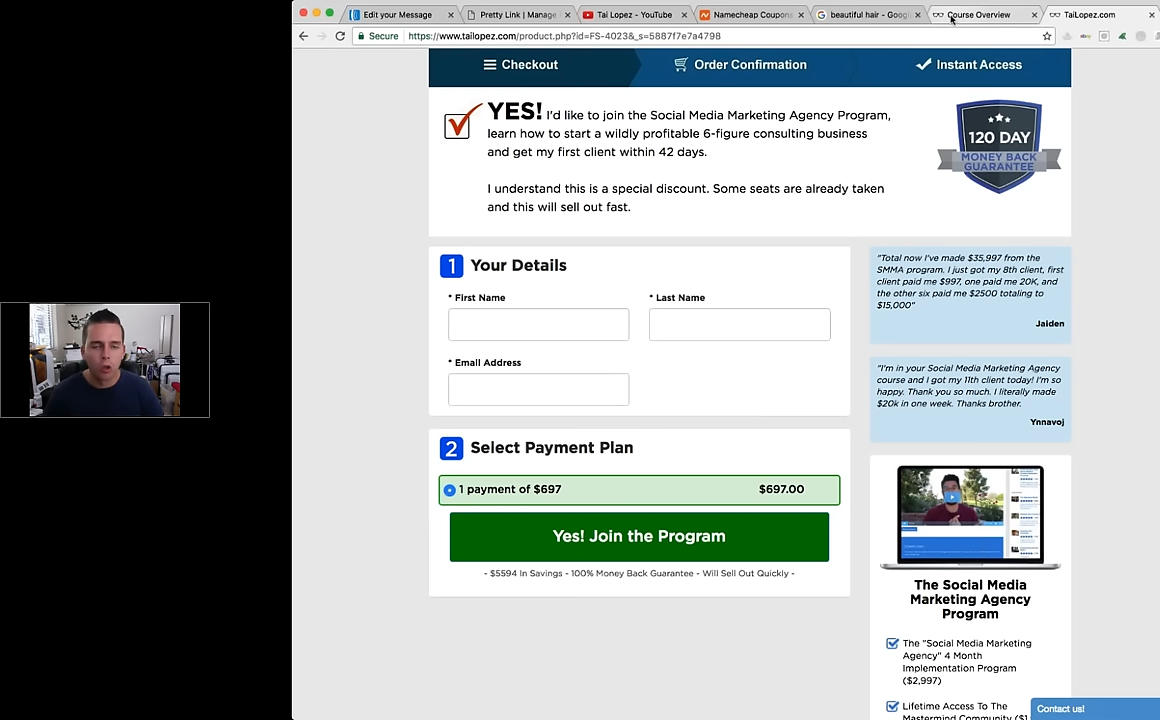 Edit your Message
Pretty Link | Manage
Tai Lopez - YouTube
Namecheap Coupons
beautiful hair - Goog
Course Overview
TaiLopez.com
Secure
https://www.tailopez.com/product.php?id=FS-4023&_s=5887f7e7a4798
Checkout
Order Confirmation
Instant Access
YES! I'd like to join the Social Media Marketing Agency Program,
learn how to start a wildly profitable 6-figure consulting business
and get my first client within 42 days.
I understand this is a special discount. Some seats are already taken
and this will sell out fast.
120 DAY
MONEY BACK
GUARANTEE
1 Your Details
* First Name
* Last Name
* Email Address
2 Select Payment Plan
1 payment of $697
$697.00
Yes! Join the Program
- $5594 In Savings - 100% Money Back Guarantee - Will Sell Out Quickly -
"Total now I've made $35,997 from the
SMMA program. I just got my 8th client, first
client paid me $997, one paid me 20K, and
the other six paid me $2500 totaling to
$15,000"
Jaiden
"I'm in your Social Media Marketing Agency
course and I got my 11th client today! I'm so
happy. Thank you so much. I literally made
$20k in one week. Thanks brother.
Ynnavoj
The Social Media
Marketing Agency
Program
The "Social Media Marketing
Agency" 4 Month
Implementation Program
($2,997)
Lifetime Access To The
Mastermind Community ($1
Contact us!